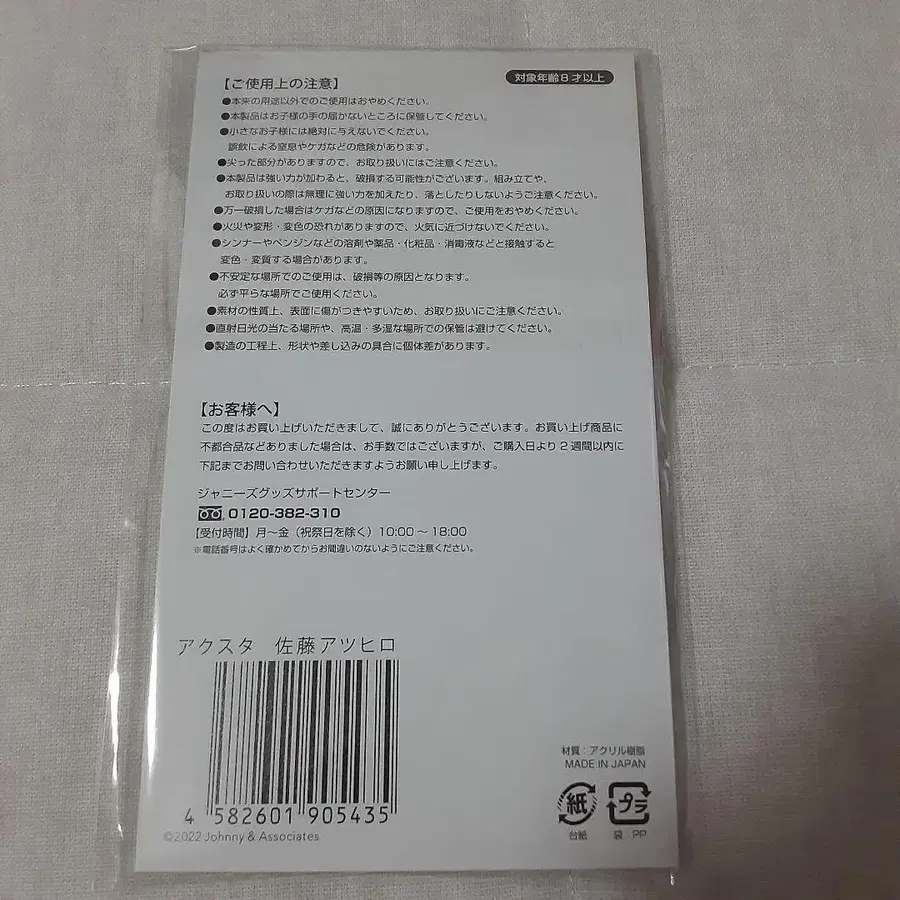 【ご使用上の注意】
対象年齢8才以上
●本来の用途以外でのご使用はおやめください。
●本製品はお子様の手の届かないところに保管してください。
●小さなお子様には絶対に与えないでください。
誤飲による窒息やケガなどの危険があります。
●尖った部分がありますので、お取り扱いにはご注意ください。
●本製品は強い力が加わると、破損する可能性がございます。組み立てや、
お取り扱いの際は無理に強い力を加えたり、落としたりしないようご注意ください。
●万一破損した場合はケガなどの原因になりますので、ご使用をおやめください。
●火災や変形・変色の恐れがありますので、火気に近づけないでください。
●シンナーやベンジンなどの溶剤や薬品・化粧品・消毒液などと接触すると
変色・変質する場合があります。
●不安定な場所でのご使用は、破損等の原因となります。
必ず平らな場所でご使用ください。
●素材の性質上、表面に傷がつきやすいため、お取り扱いにご注意ください。
●直射日光の当たる場所や、高温・多湿な場所での保管は避けてください。
●製造の工程上、形状や差し込みの具合に個体差があります。
【お客様へ】
この度はお買い上げいただきまして、誠にありがとうございます。お買い上げ商品に
不都合品などありました場合は、お手数ではございますが、ご購入日より2週間以内に
下記までお問い合わせいただきますようお願い申し上げます。
ジャニーズグッズサポートセンター
0120-382-310
【受付時間】月〜金（祝祭日を除く）10:00〜18:00
※電話番号はよく確かめてからお間違いのないようにご注意ください。
アクスタ 佐藤アツヒロ
4 582601 905435
©2022 Johnny & Associates
材質：アクリル樹脂
MADE IN JAPAN
紙 プラ
台紙 袋 PP